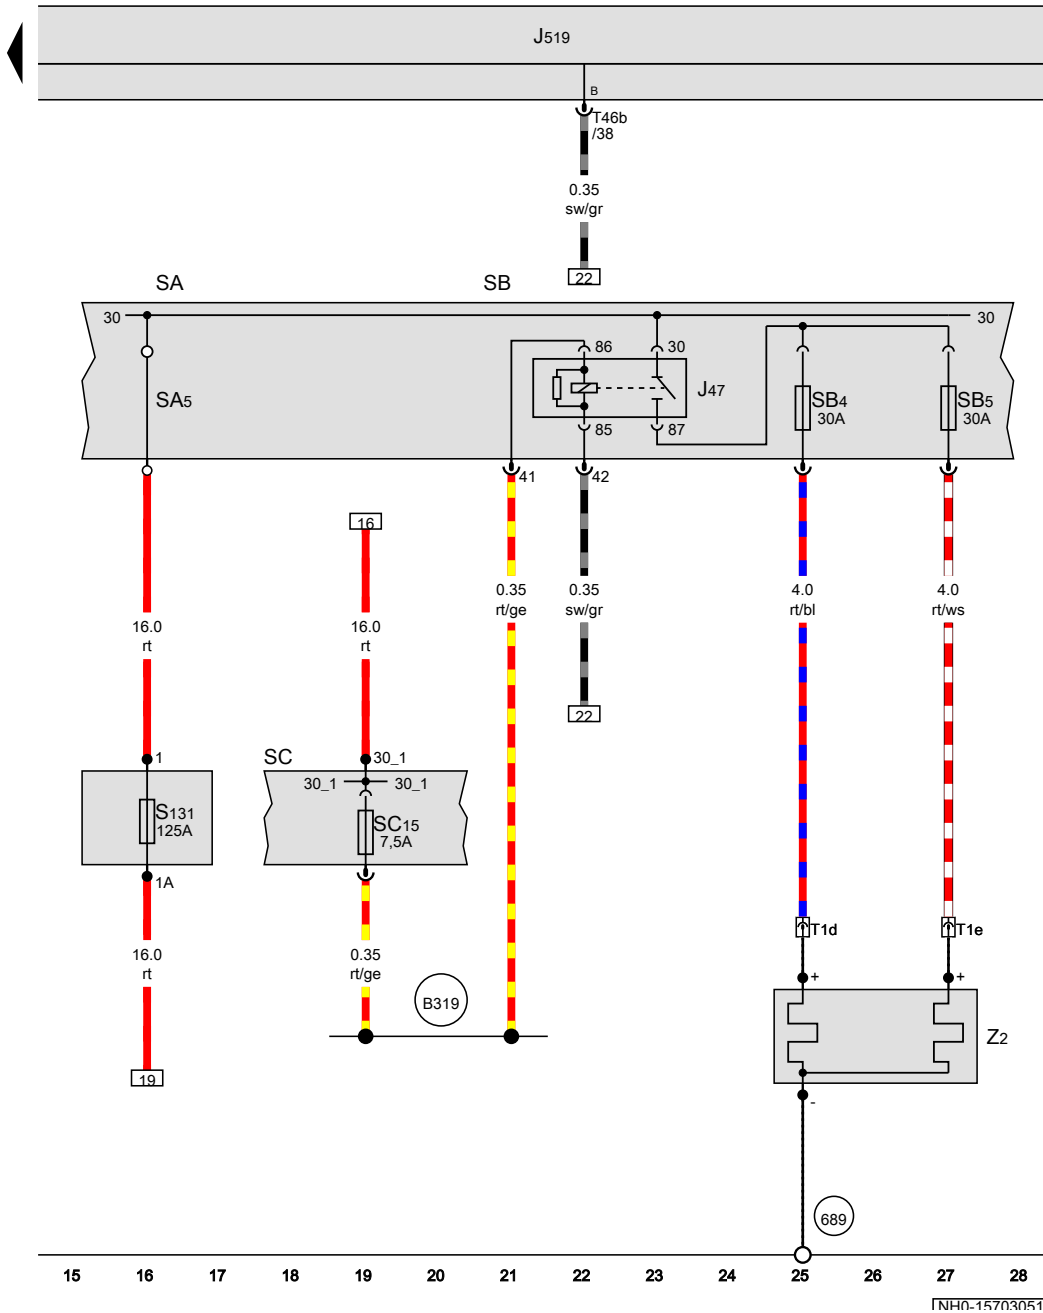 J519
B
T46b
/38
0.35
sw/gr
22
SA
SB
30
30
86
30
SA5
J47
SB4
30A
SB5
30A
85
87
41
42
16
0.35
rt/ge
0.35
sw/gr
4.0
rt/bl
4.0
rt/ws
16.0
rt
16.0
rt
22
1
SC
30_1
30_1
30_1
S131
125A
SC15
7,5A
1A
T1d
T1e
16.0
rt
0.35
rt/ge
+
+
B319
Z2
19
-
689
15 16 17 18 19 20 21 22 23 24 25 26 27 28
NH0-15703051